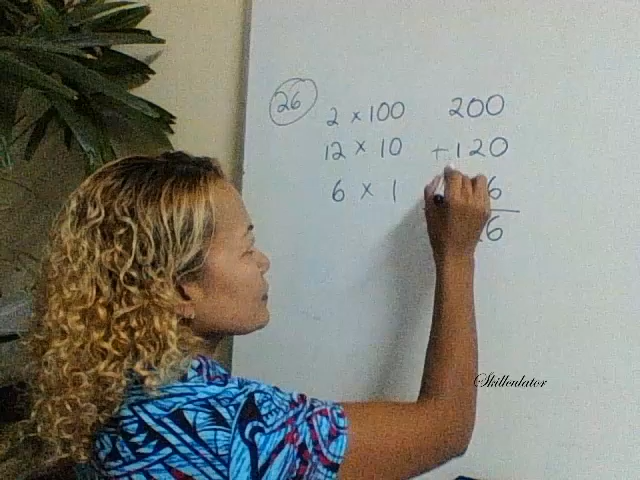 26
2 × 100 200
12 × 10 + 120
6 × 1 6
6
Skillculator